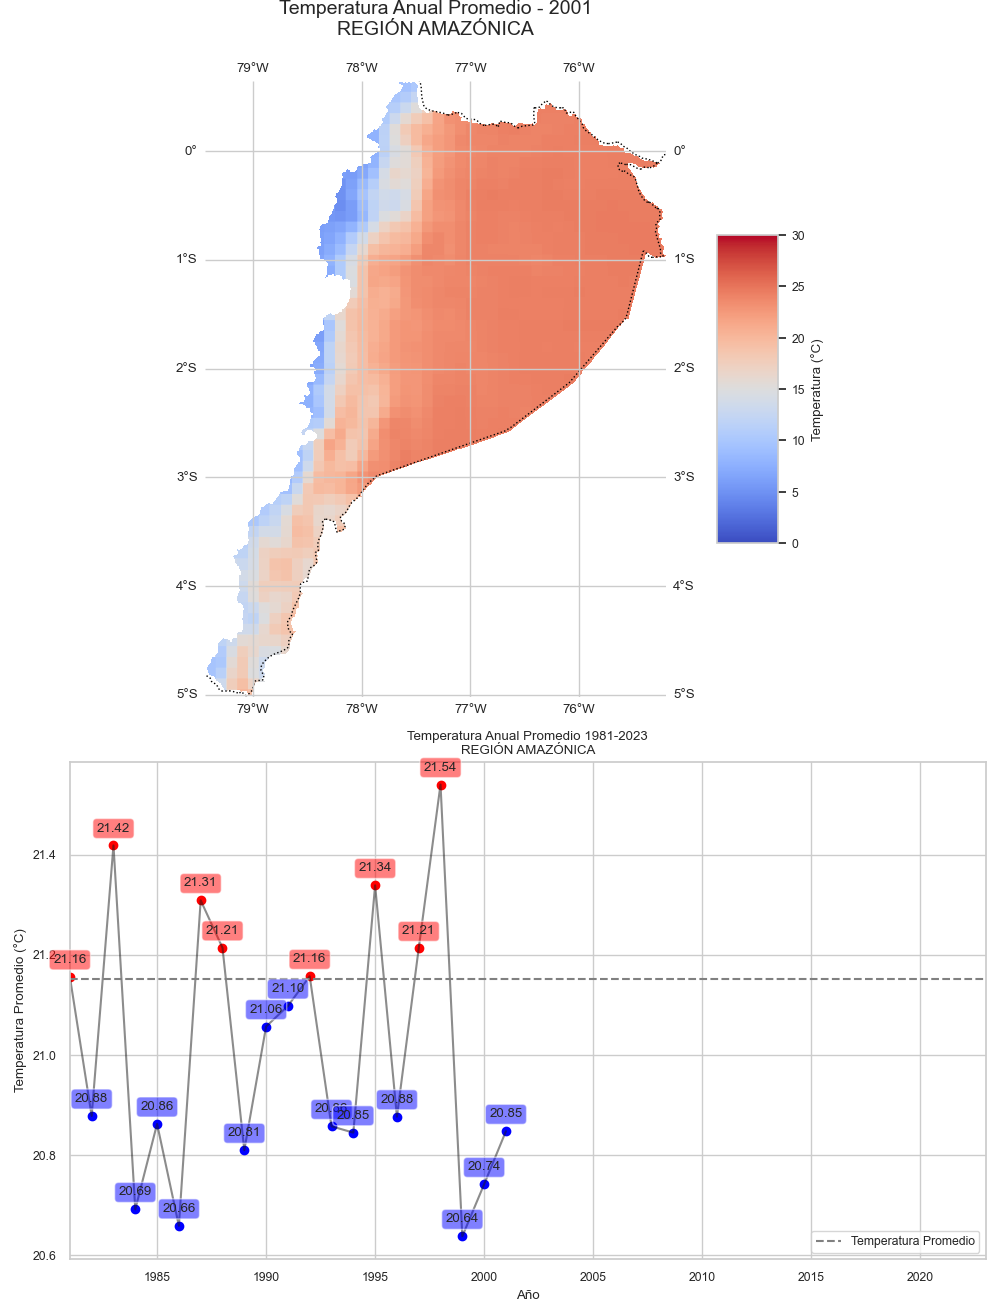 Temperatura Anual Promedio - 2001
REGIÓN AMAZÓNICA
79°W 78°W 77°W 76°W
0° 0°
1°S 1°S
2°S 2°S
3°S 3°S
4°S 4°S
5°S 5°S
79°W 78°W 77°W 76°W
30
25
20
15
10
5
0
Temperatura (°C)
Temperatura Anual Promedio 1981-2023
REGIÓN AMAZÓNICA
Temperatura Promedio (°C)
21.4
21.2
21.0
20.8
20.6
21.16
20.88
21.42
20.69
20.86
20.66
21.31
21.21
20.81
21.06
21.10
21.16
20.85
21.34
20.88
21.21
21.54
20.64
20.74
20.85
Temperatura Promedio
1985 1990 1995 2000 2005 2010 2015 2020
Año